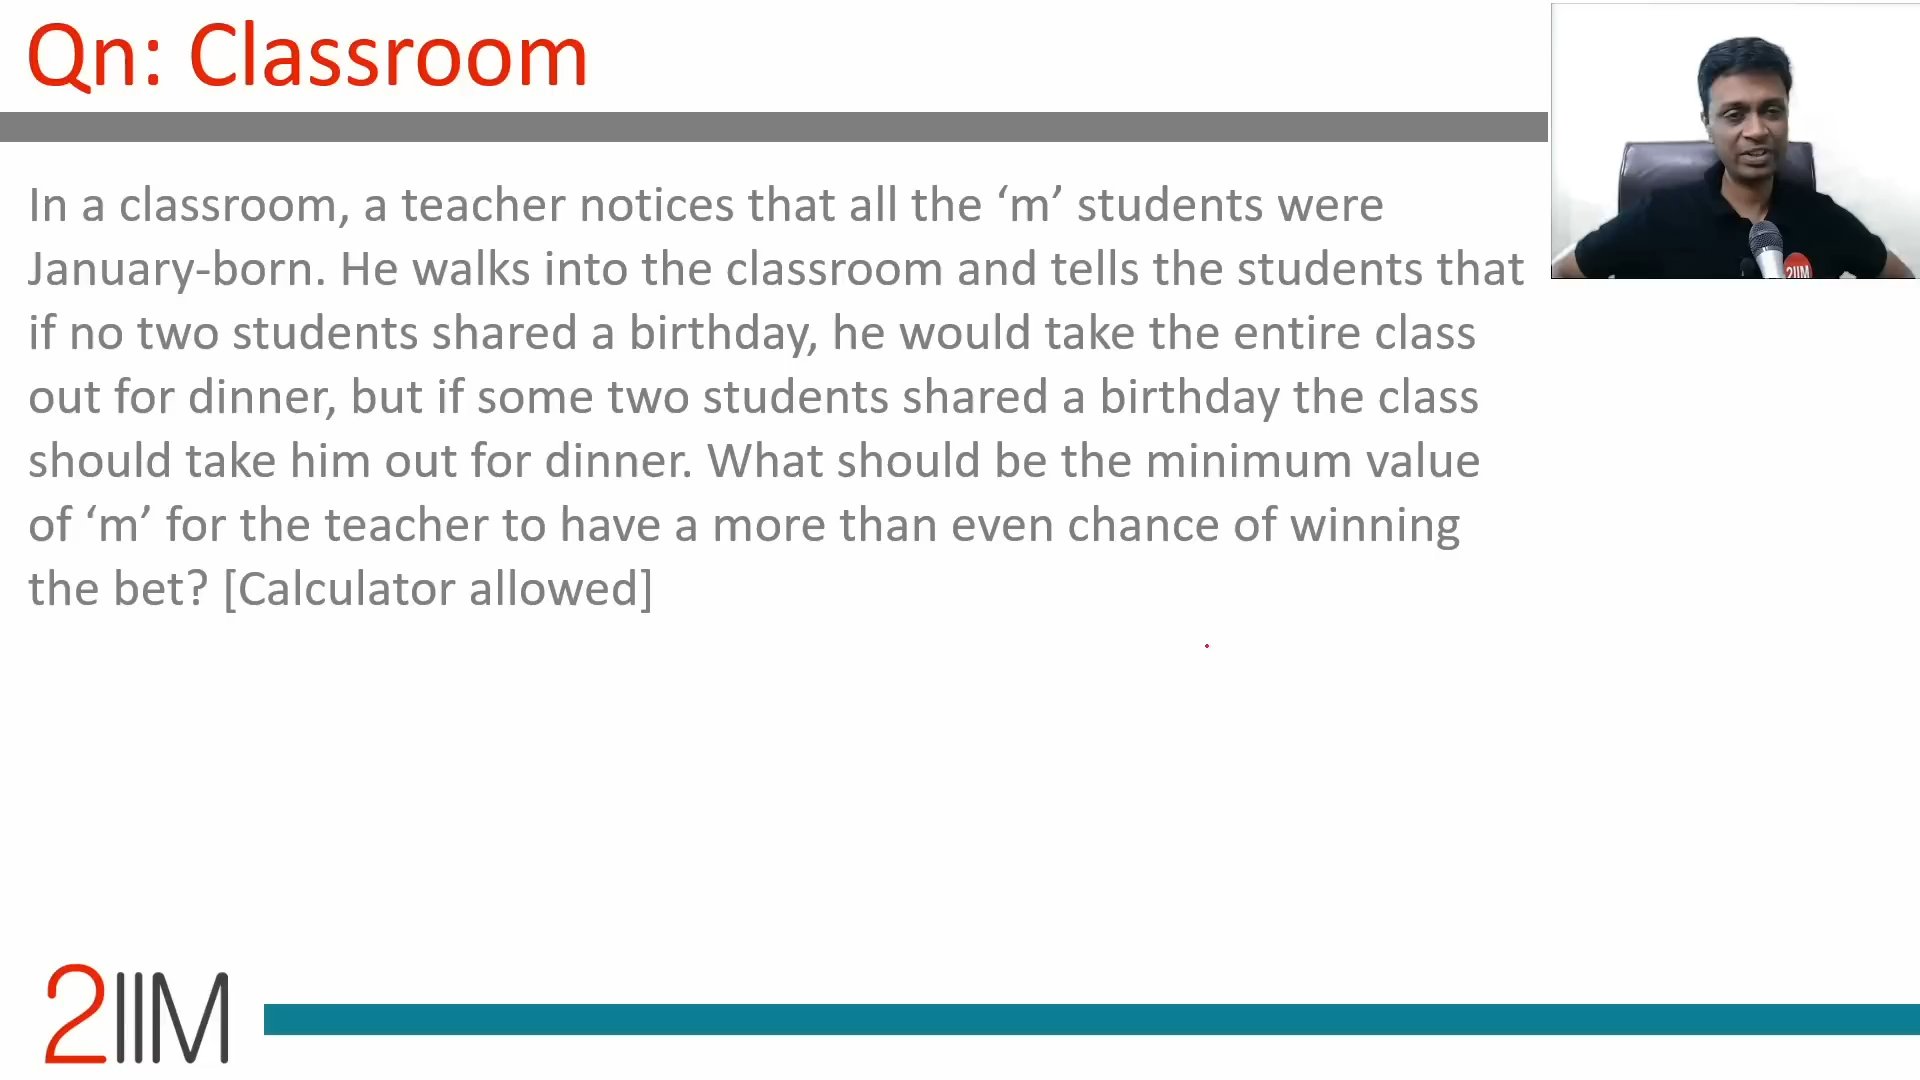 Qn: Classroom
In a classroom, a teacher notices that all the ‘m’ students were
January-born. He walks into the classroom and tells the students that
if no two students shared a birthday, he would take the entire class
out for dinner, but if some two students shared a birthday the class
should take him out for dinner. What should be the minimum value
of ‘m’ for the teacher to have a more than even chance of winning
the bet? [Calculator allowed]
2IIM
2IIM